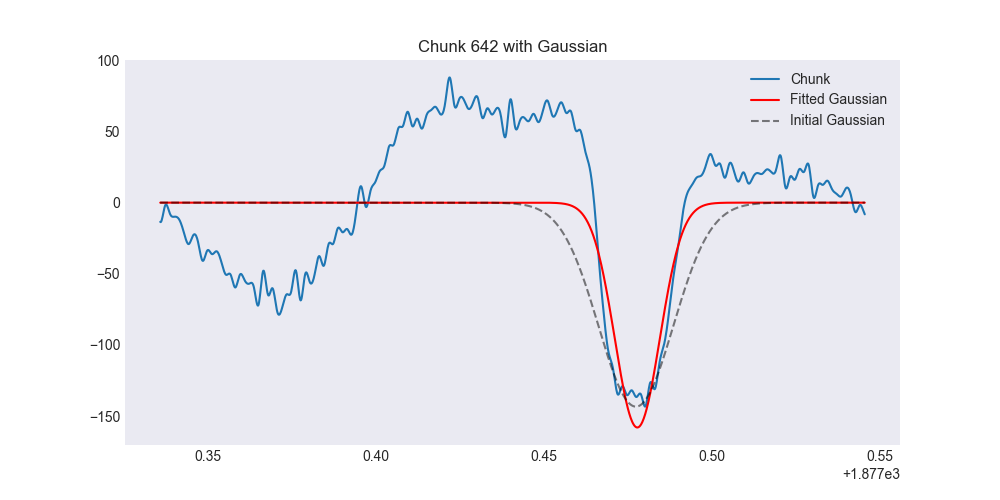 Chunk 642 with Gaussian
100
50
0
−50
−100
−150
Chunk
Fitted Gaussian
Initial Gaussian
0.35 0.40 0.45 0.50 0.55
+1.877e3